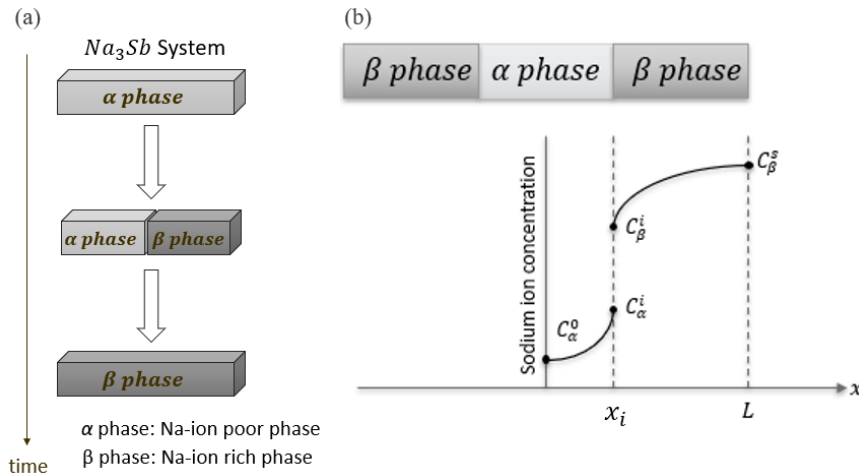 (a)
Na₃Sb System
α phase
α phase β phase
β phase
α phase: Na-ion poor phase
β phase: Na-ion rich phase
time
(b)
β phase α phase β phase
Sodium ion concentration
C_β^s
C_β^i
C_α^i
C_α^0
x
x_i
L